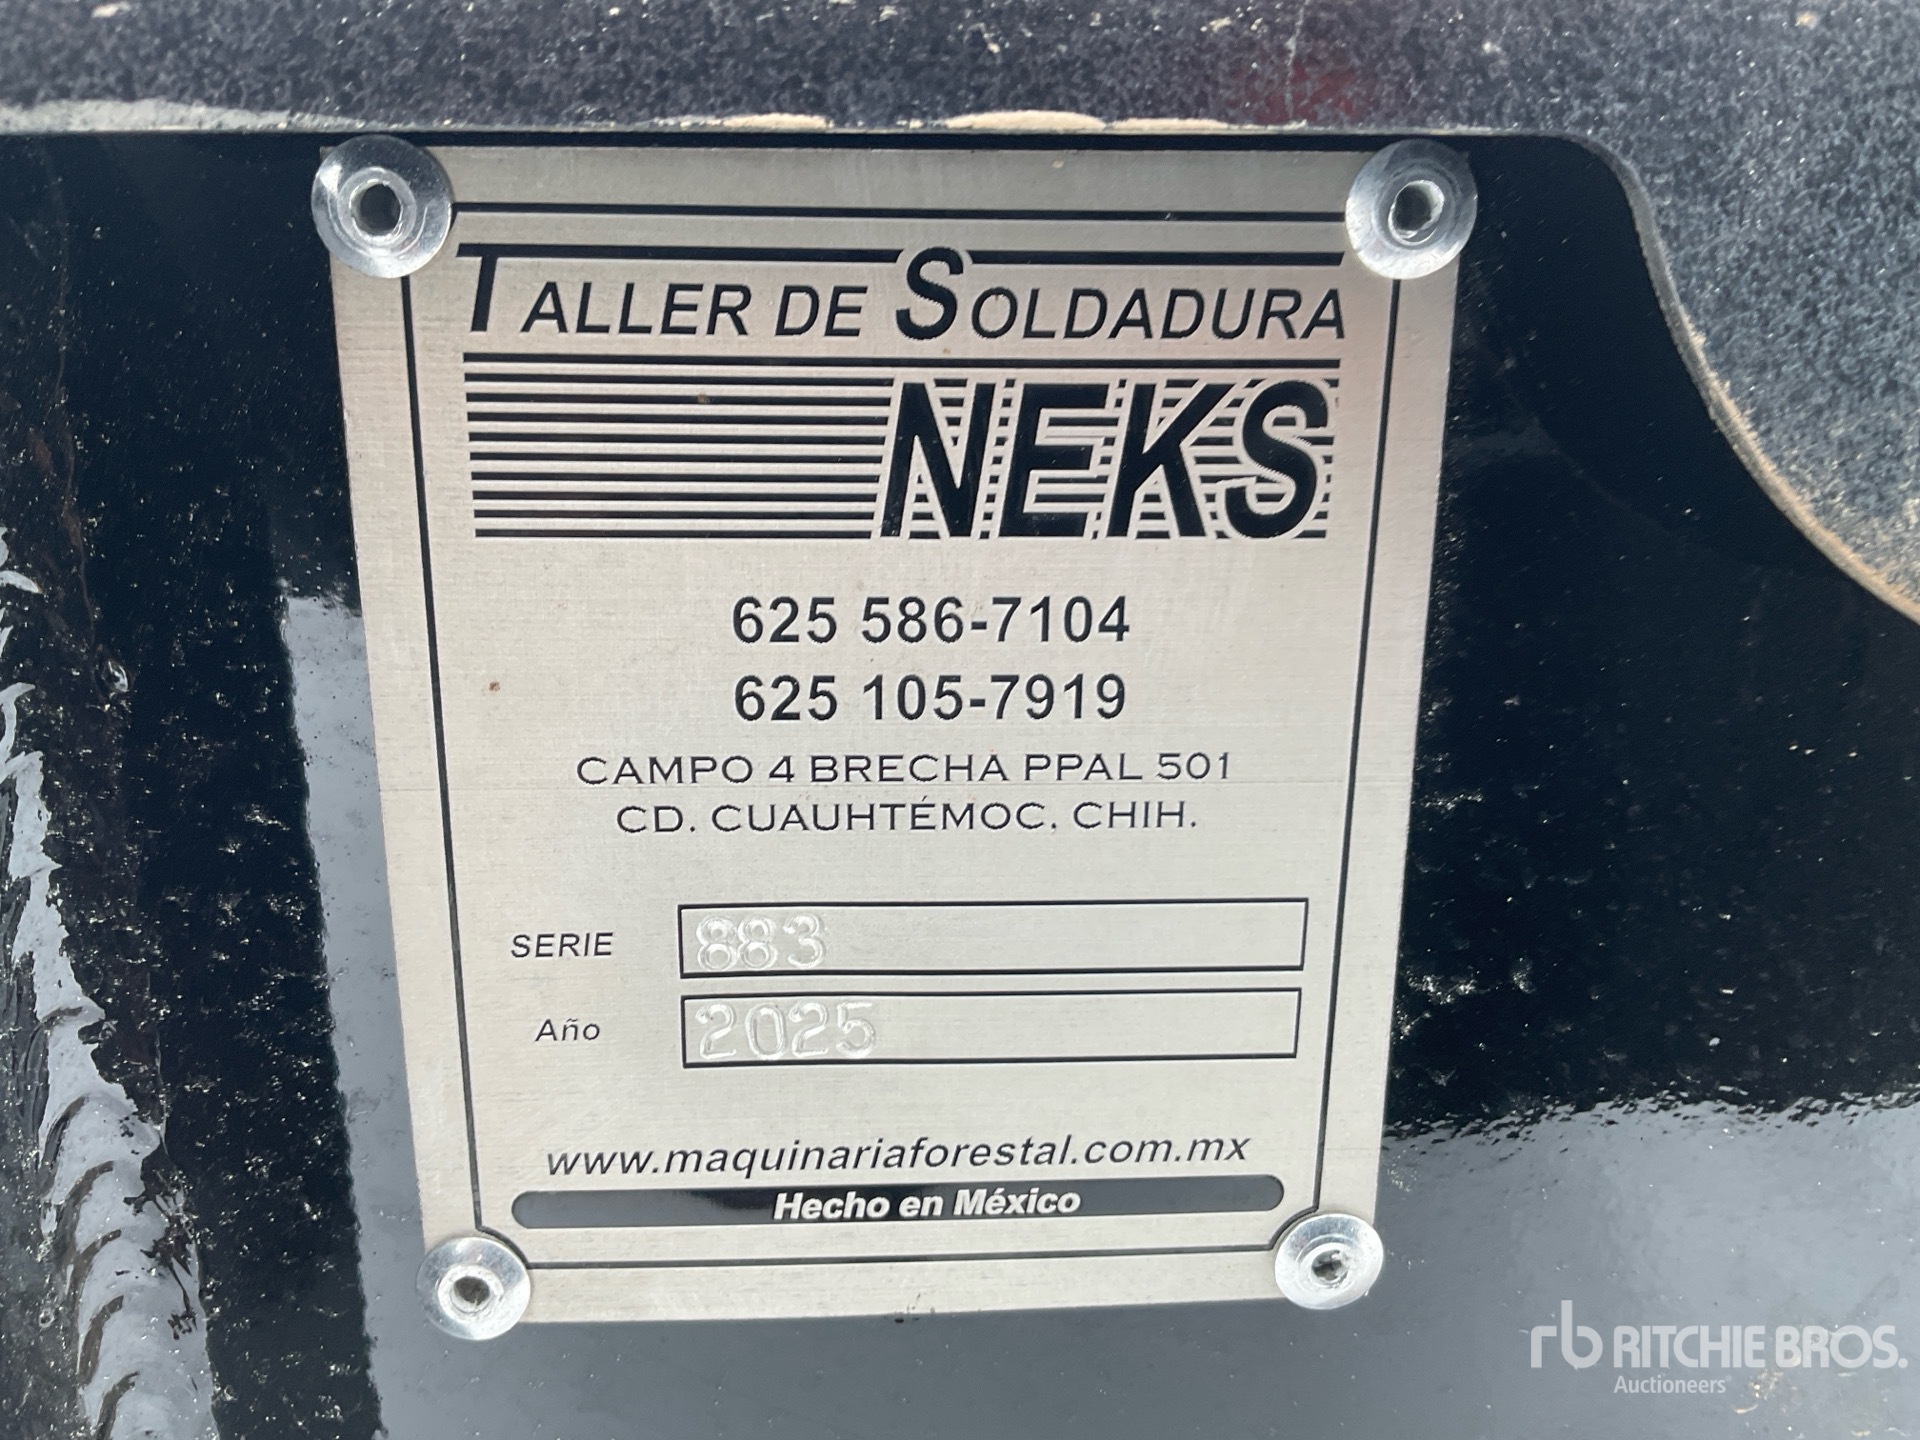 TALLER DE SOLDADURA
NEKS
625 586-7104
625 105-7919
CAMPO 4 BRECHA PPAL 501
CD. CUAUHTÉMOC, CHIH.
SERIE 883
Año 2025
www.maquinariaforestal.com.mx
Hecho en México
rb RITCHIE BROS.
Auctioneers